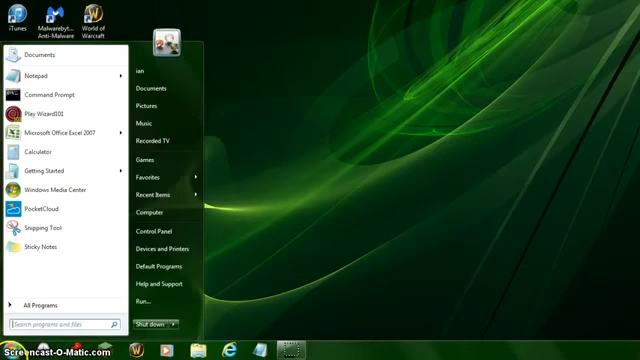 iTunes
Malwarebyt...
Anti-Malware
World of
Warcraft
Documents
Notepad
Command Prompt
Play Wizard101
Microsoft Office Excel 2007
Calculator
Getting Started
Windows Media Center
PocketCloud
Snipping Tool
Sticky Notes
All Programs
Search programs and files
ian
Documents
Pictures
Music
Recorded TV
Games
Favorites
Recent Items
Computer
Control Panel
Devices and Printers
Default Programs
Help and Support
Run...
Shut down
Screencast-O-Matic.com